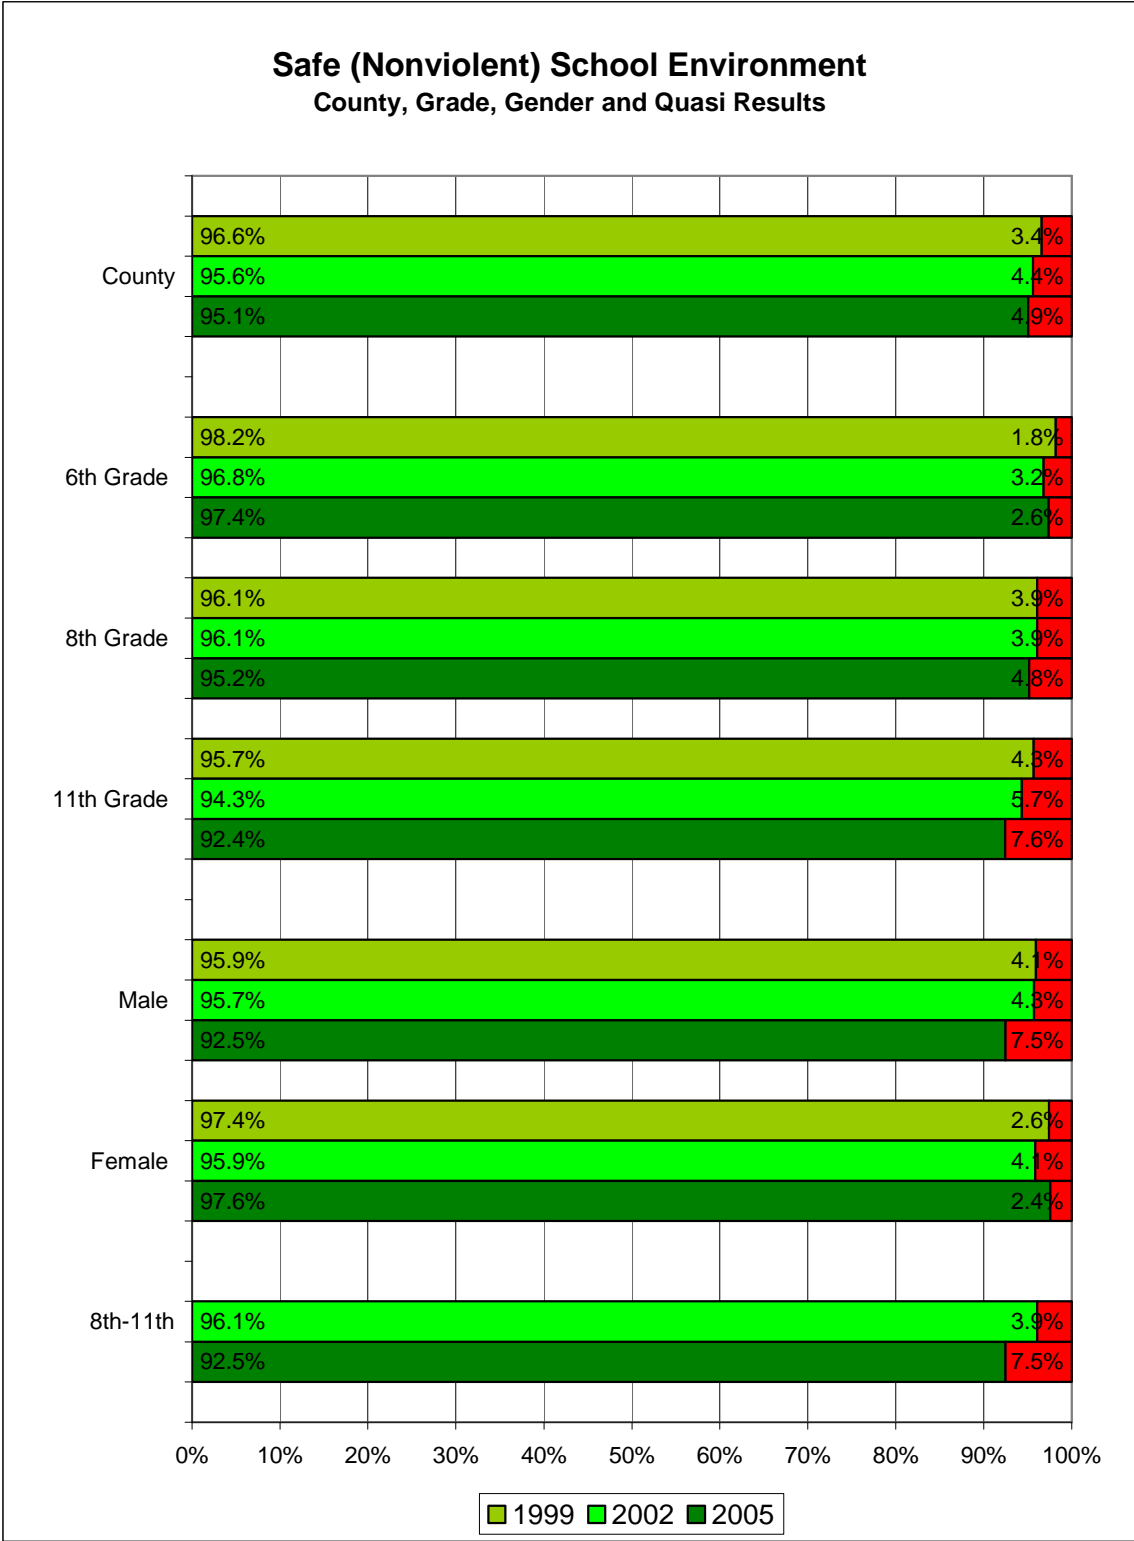 Safe (Nonviolent) School Environment
County, Grade, Gender and Quasi Results
96.6% 3.4%
County 95.6% 4.4%
95.1% 4.9%
98.2% 1.8%
6th Grade 96.8% 3.2%
97.4% 2.6%
96.1% 3.9%
8th Grade 96.1% 3.9%
95.2% 4.8%
95.7% 4.3%
11th Grade 94.3% 5.7%
92.4% 7.6%
95.9% 4.1%
Male 95.7% 4.3%
92.5% 7.5%
97.4% 2.6%
Female 95.9% 4.1%
97.6% 2.4%
8th-11th 96.1% 3.9%
92.5% 7.5%
0% 10% 20% 30% 40% 50% 60% 70% 80% 90% 100%
1999 2002 2005